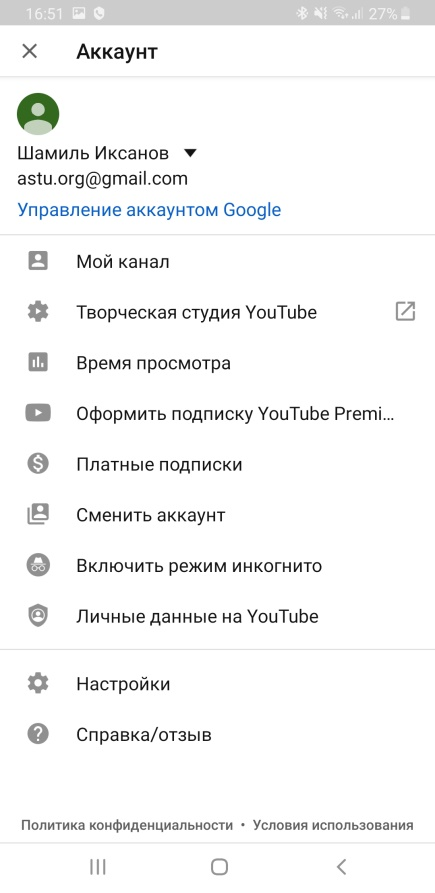 16:51 27%
Аккаунт
Шамиль Иксанов
astu.org@gmail.com
Управление аккаунтом Google
Мой канал
Творческая студия YouTube
Время просмотра
Оформить подписку YouTube Premi...
Платные подписки
Сменить аккаунт
Включить режим инкогнито
Личные данные на YouTube
Настройки
Справка/отзыв
Политика конфиденциальности • Условия использования